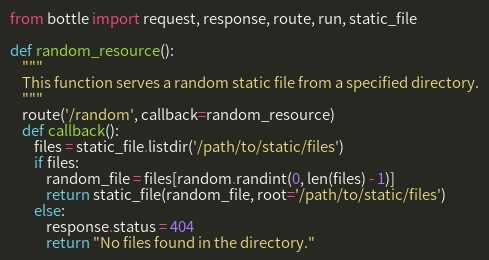 from bottle import request, response, route, run, static_file

def random_resource():
    """
    This function serves a random static file from a specified directory.
    """
    route('/random', callback=random_resource)
    def callback():
        files = static_file.listdir('/path/to/static/files')
        if files:
            random_file = files[random.randint(0, len(files) - 1)]
            return static_file(random_file, root='/path/to/static/files')
        else:
            response.status = 404
            return "No files found in the directory."